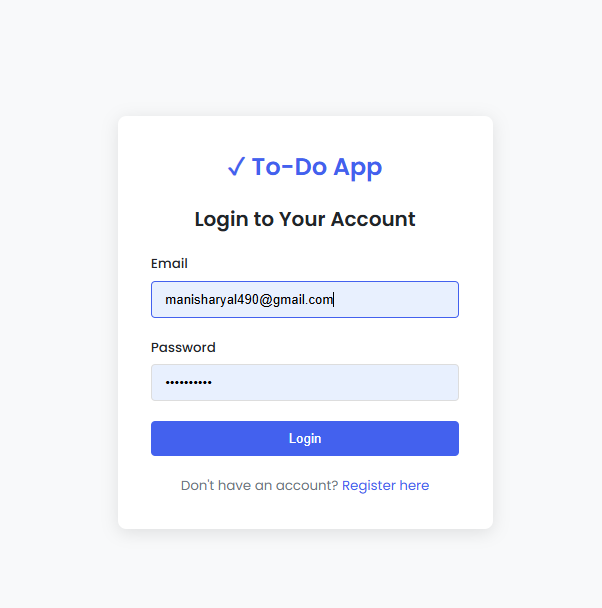 ✓ To-Do App
Login to Your Account
Email
manisharyal490@gmail.com
Password
••••••••••
Login
Don't have an account? Register here